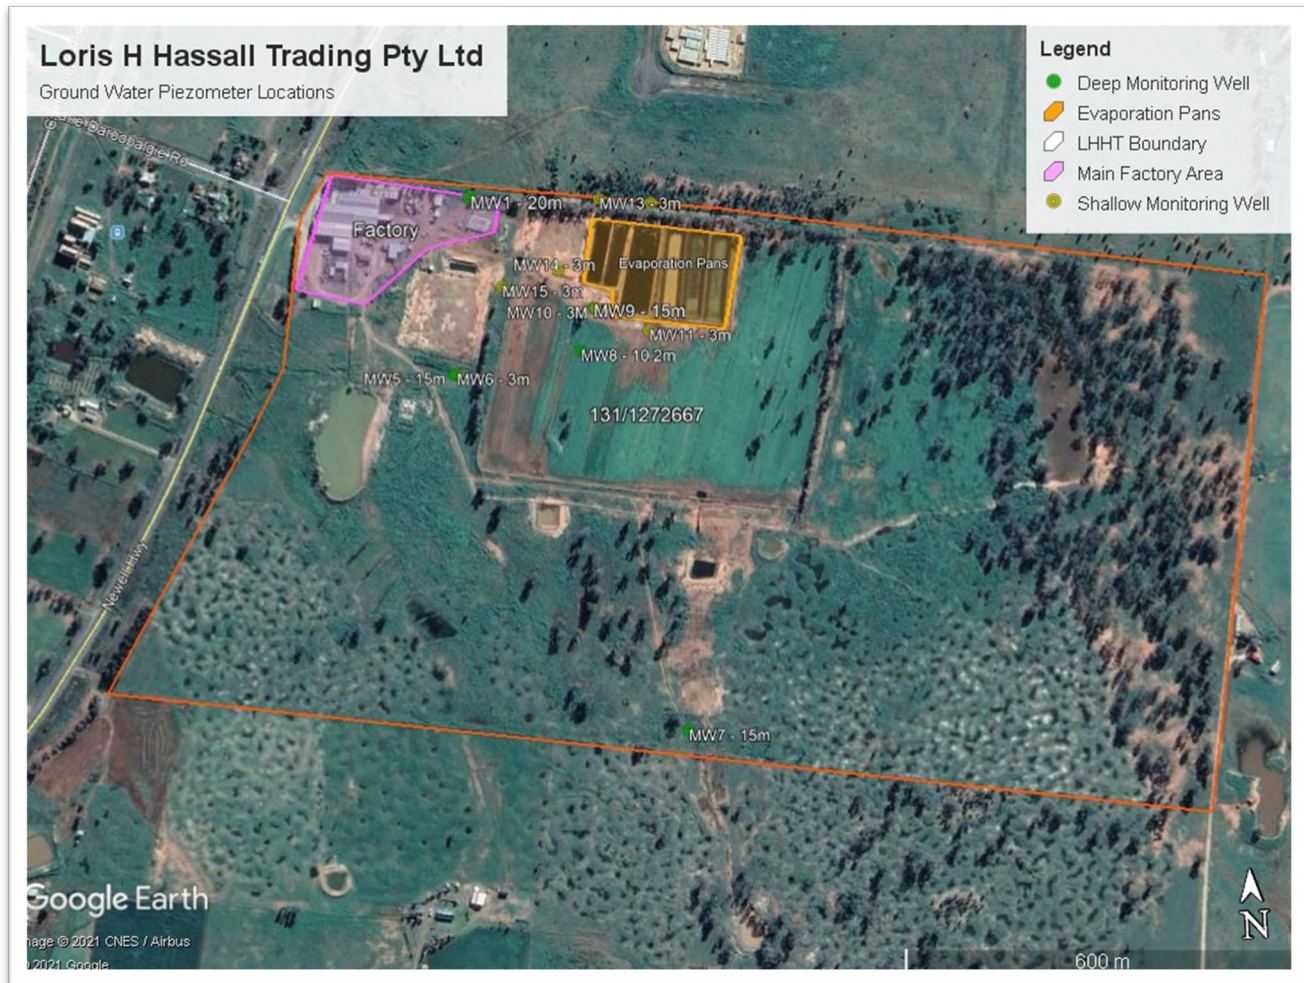 Loris H Hassall Trading Pty Ltd
Ground Water Piezometer Locations
Legend
Deep Monitoring Well
Evaporation Pans
LHHT Boundary
Main Factory Area
Shallow Monitoring Well
Daroobalgie Rd
MW1 - 20m
MW13 - 3m
Factory
MW14 - 3m
Evaporation Pans
MW15 - 3m
MW10 - 3M
MW9 - 15m
MW11 - 3m
MW8 - 10.2m
MW5 - 15m
MW6 - 3m
131/1272667
Newell Hwy
MW7 - 15m
Google Earth
© 2021 CNES / Airbus
2021 Google
N
600 m